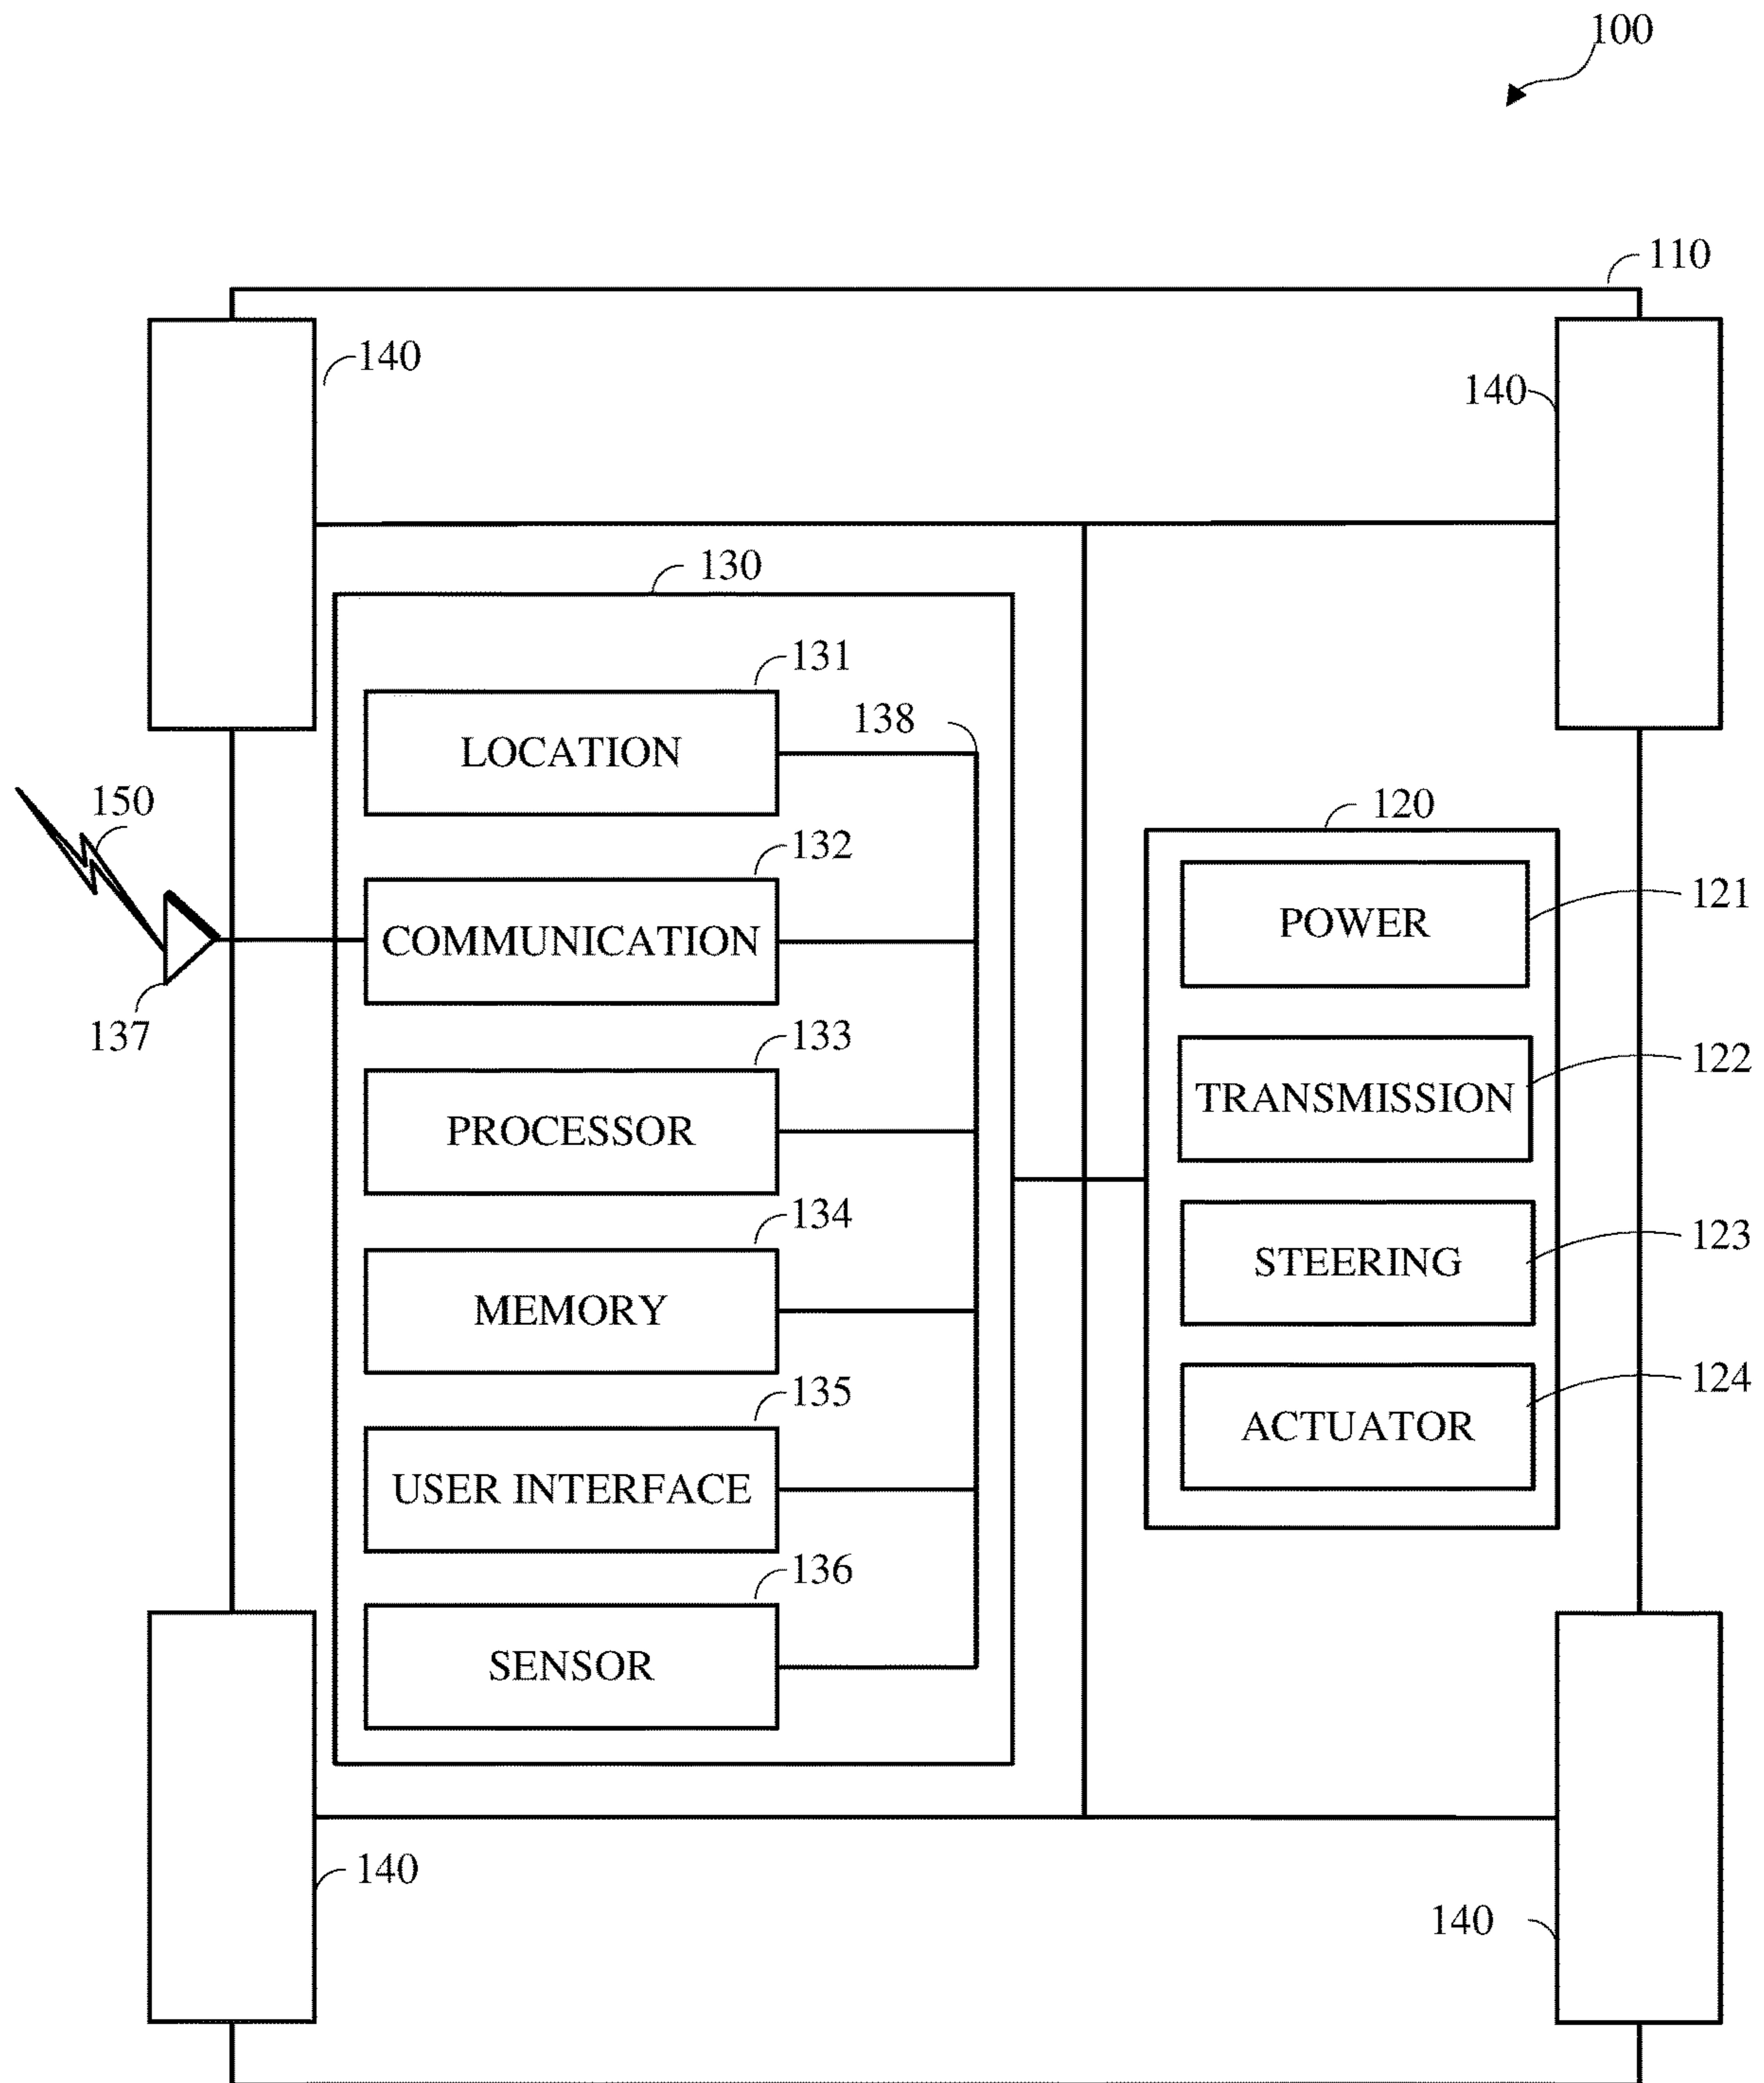 100
110
140
140
130
131
LOCATION
138
150
132
COMMUNICATION
137
120
POWER
121
133
PROCESSOR
TRANSMISSION
122
134
MEMORY
STEERING
123
135
USER INTERFACE
ACTUATOR
124
136
SENSOR
140
140